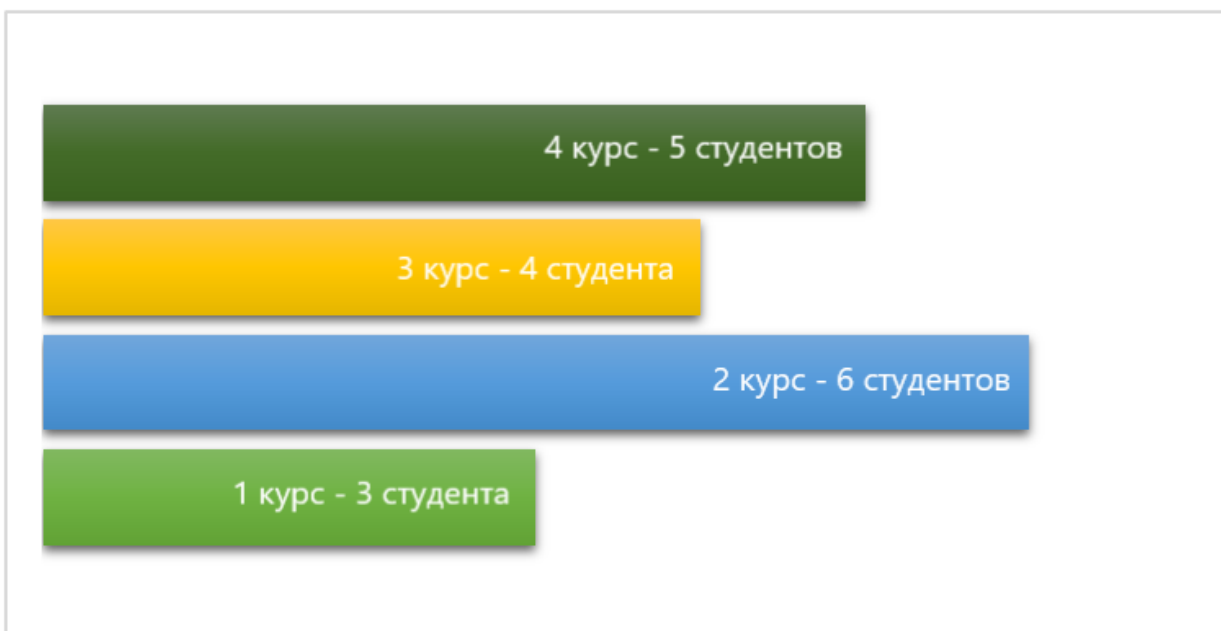 4 курс - 5 студентов
3 курс - 4 студента
2 курс - 6 студентов
1 курс - 3 студента